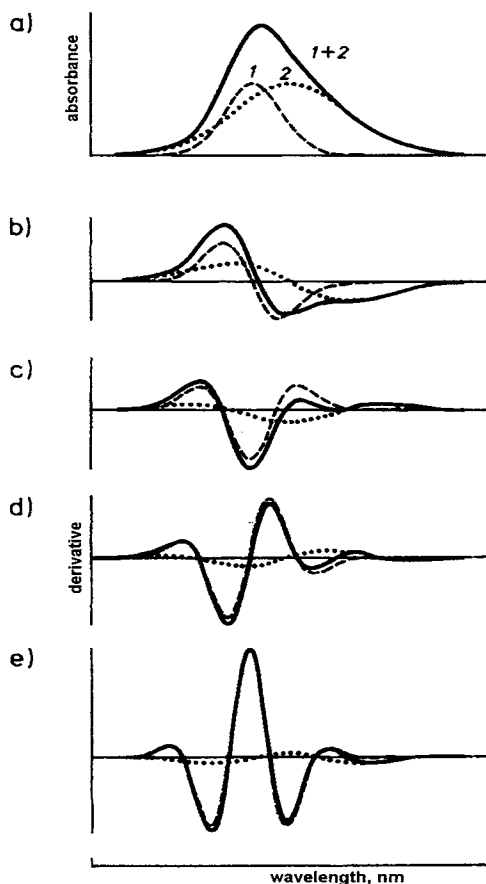 a)
absorbance
1
2
1+2
b)
c)
d)
derivative
e)
wavelength, nm